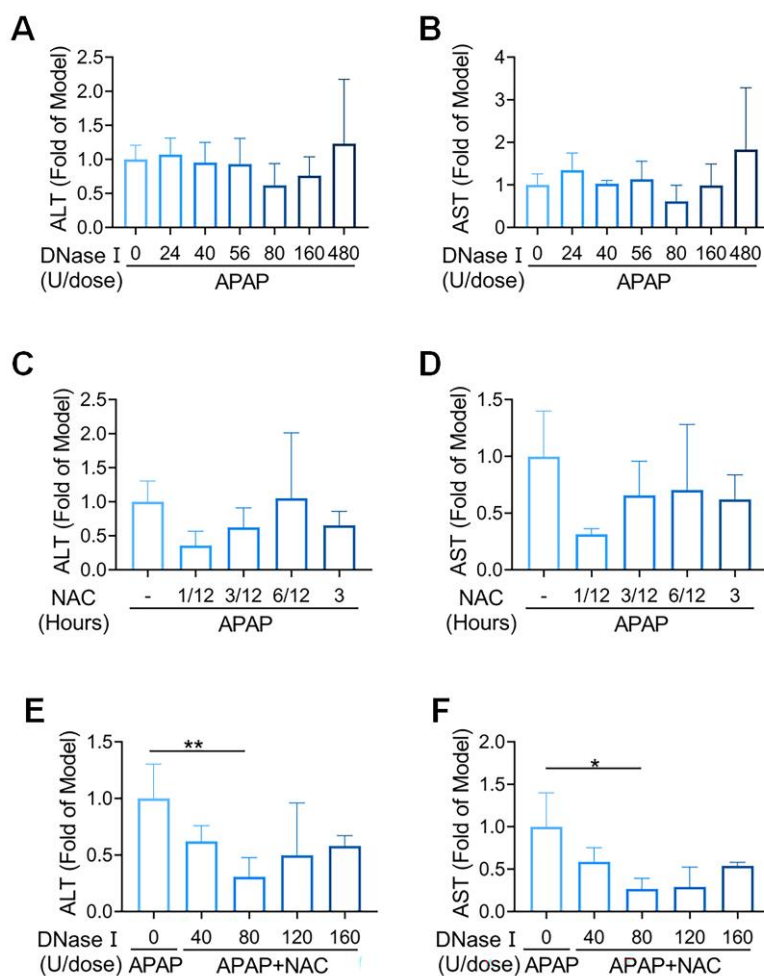 A
B
ALT (Fold of Model)
2.5
2.0
1.5
1.0
0.5
0.0
AST (Fold of Model)
4
3
2
1
0
DNase I 0 24 40 56 80 160 480
(U/dose) APAP
DNase I 0 24 40 56 80 160 480
(U/dose) APAP
C
D
ALT (Fold of Model)
2.5
2.0
1.5
1.0
0.5
0.0
AST (Fold of Model)
1.5
1.0
0.5
0.0
NAC - 1/12 3/12 6/12 3
(Hours) APAP
NAC - 1/12 3/12 6/12 3
(Hours) APAP
E
F
ALT (Fold of Model)
1.5
1.0
0.5
0.0
**
AST (Fold of Model)
2.0
1.5
1.0
0.5
0.0
*
DNase I 0 40 80 120 160
(U/dose) APAP APAP+NAC
DNase I 0 40 80 120 160
(U/dose) APAP APAP+NAC